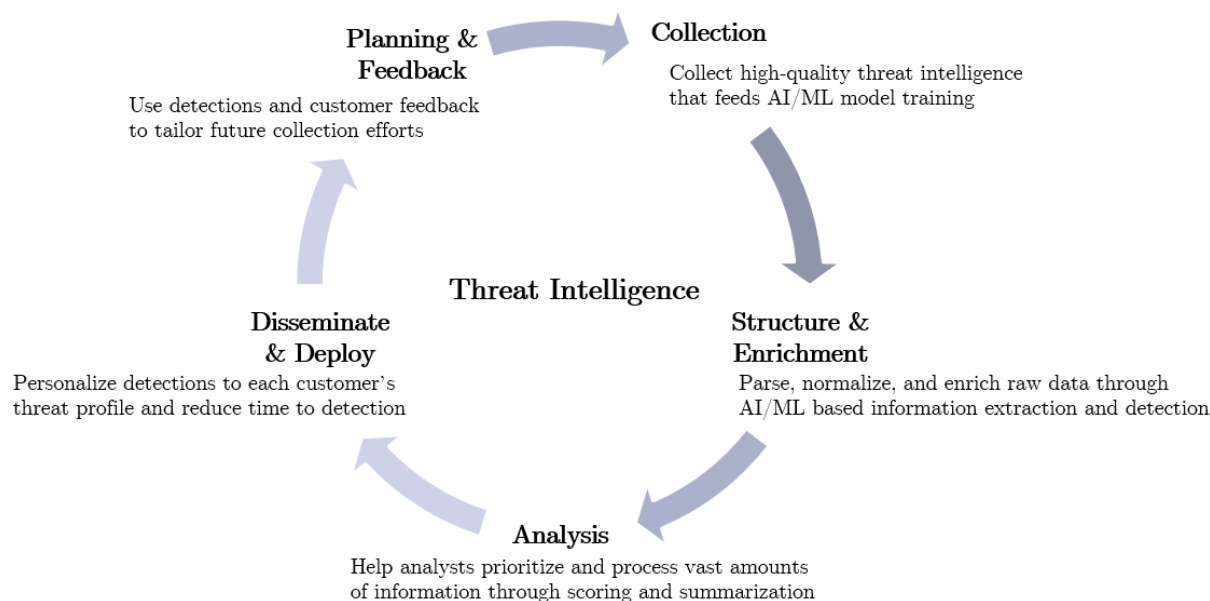 Planning &
Feedback
Use detections and customer feedback
to tailor future collection efforts
Collection
Collect high-quality threat intelligence
that feeds AI/ML model training
Threat Intelligence
Structure &
Enrichment
Parse, normalize, and enrich raw data through
AI/ML based information extraction and detection
Analysis
Help analysts prioritize and process vast amounts
of information through scoring and summarization
Disseminate
& Deploy
Personalize detections to each customer's
threat profile and reduce time to detection